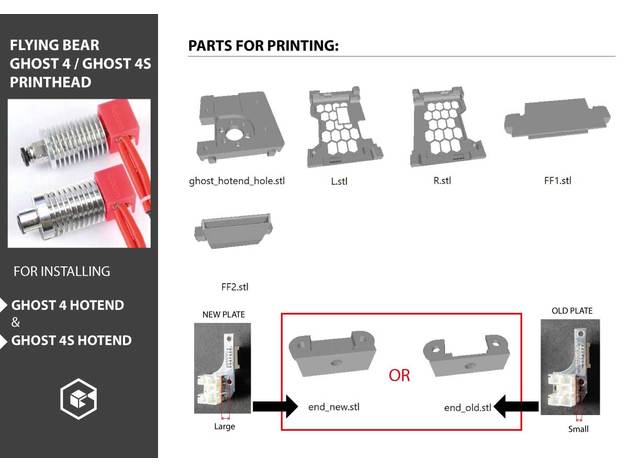 FLYING BEAR
GHOST 4 / GHOST 4S
PRINTHEAD
FOR INSTALLING
GHOST 4 HOTEND
&
GHOST 4S HOTEND
PARTS FOR PRINTING:
ghost_hotend_hole.stl
L.stl
R.stl
FF1.stl
FF2.stl
NEW PLATE
OLD PLATE
OR
end_new.stl
end_old.stl
Large
Small